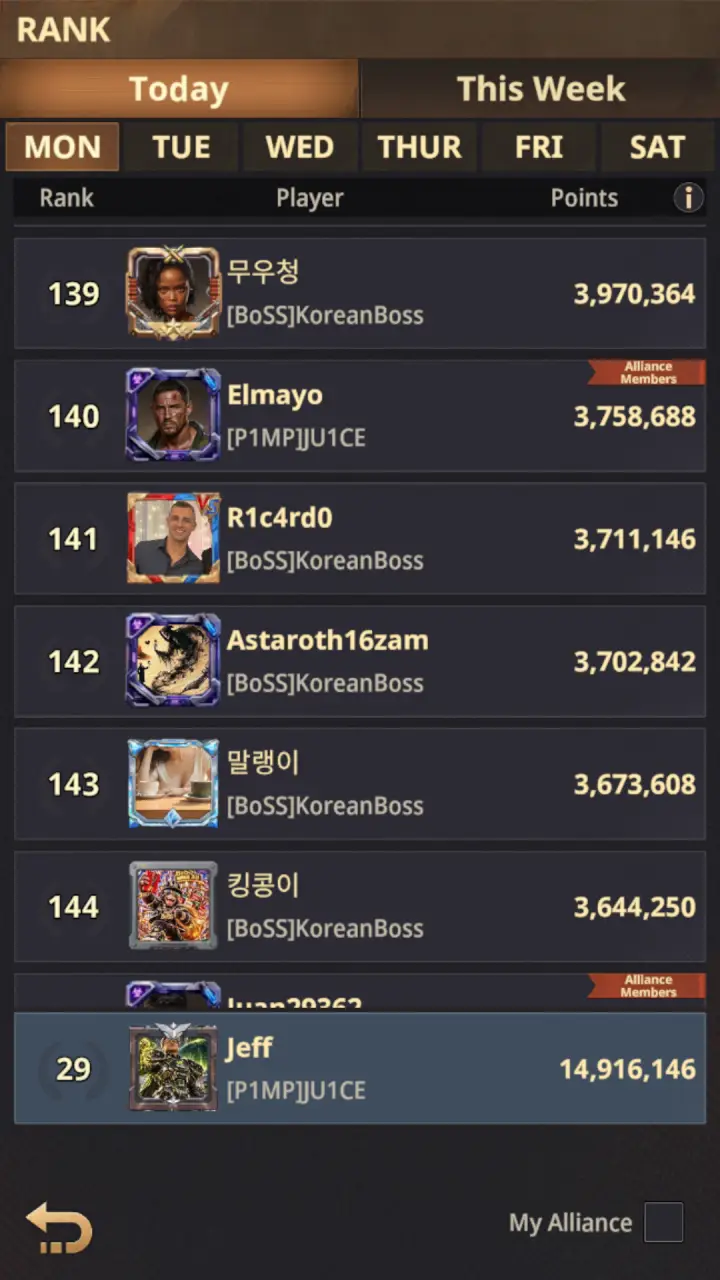 RANK
Today
This Week
MON
TUE
WED
THUR
FRI
SAT
Rank
Player
Points
139
무우청
[BoSS]KoreanBoss
3,970,364
140
Elmayo
[P1MP]JU1CE
Alliance
Members
3,758,688
141
R1c4rd0
[BoSS]KoreanBoss
3,711,146
142
Astaroth16zam
[BoSS]KoreanBoss
3,702,842
143
말랭이
[BoSS]KoreanBoss
3,673,608
144
킹콩이
[BoSS]KoreanBoss
3,644,250
Juan29362
Alliance
Members
29
Jeff
[P1MP]JU1CE
14,916,146
My Alliance